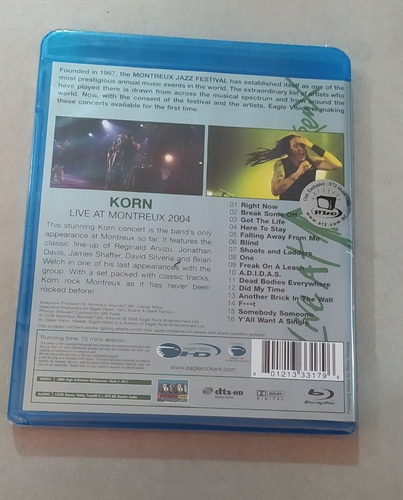 Founded in 1967, the MONTREUX JAZZ FESTIVAL has established itself as one of the
most prestigious annual music events in the world. The extraordinary list of artists who
have played there is drawn from across the musical spectrum and from around the
world. Now, with the consent of the festival and the artists, Eagle Vision is making
these concerts available for the first time.
KORN
LIVE AT MONTREUX 2004
This stunning Korn concert is the band's only
appearance at Montreux so far. It features the
classic line-up of Reginald Arvizu, Jonathan
Davis, James Shaffer, David Silveria and Brian
Welch in one of his last appearances with the
group. With a set packed with classic tracks,
Korn rock Montreux as it has never been
rocked before!
01 Right Now
02 Break Some Off
03 Got The Life
04 Here To Stay
05 Falling Away From Me
06 Blind
07 Shoots and Ladders
08 One
09 Freak On A Leash
10 A.D.I.D.A.S.
11 Dead Bodies Everywhere
12 Did My Time
13 Another Brick In The Wall
14 F***t
15 Somebody Someone
16 Y'All Want A Single
Running time: 75 mins approx.
www.eaglerockent.com
VIDEO
AUDIO
dts-HD
DOLBY
DIGITAL
Blu-ray Disc
8 01213 33179 8